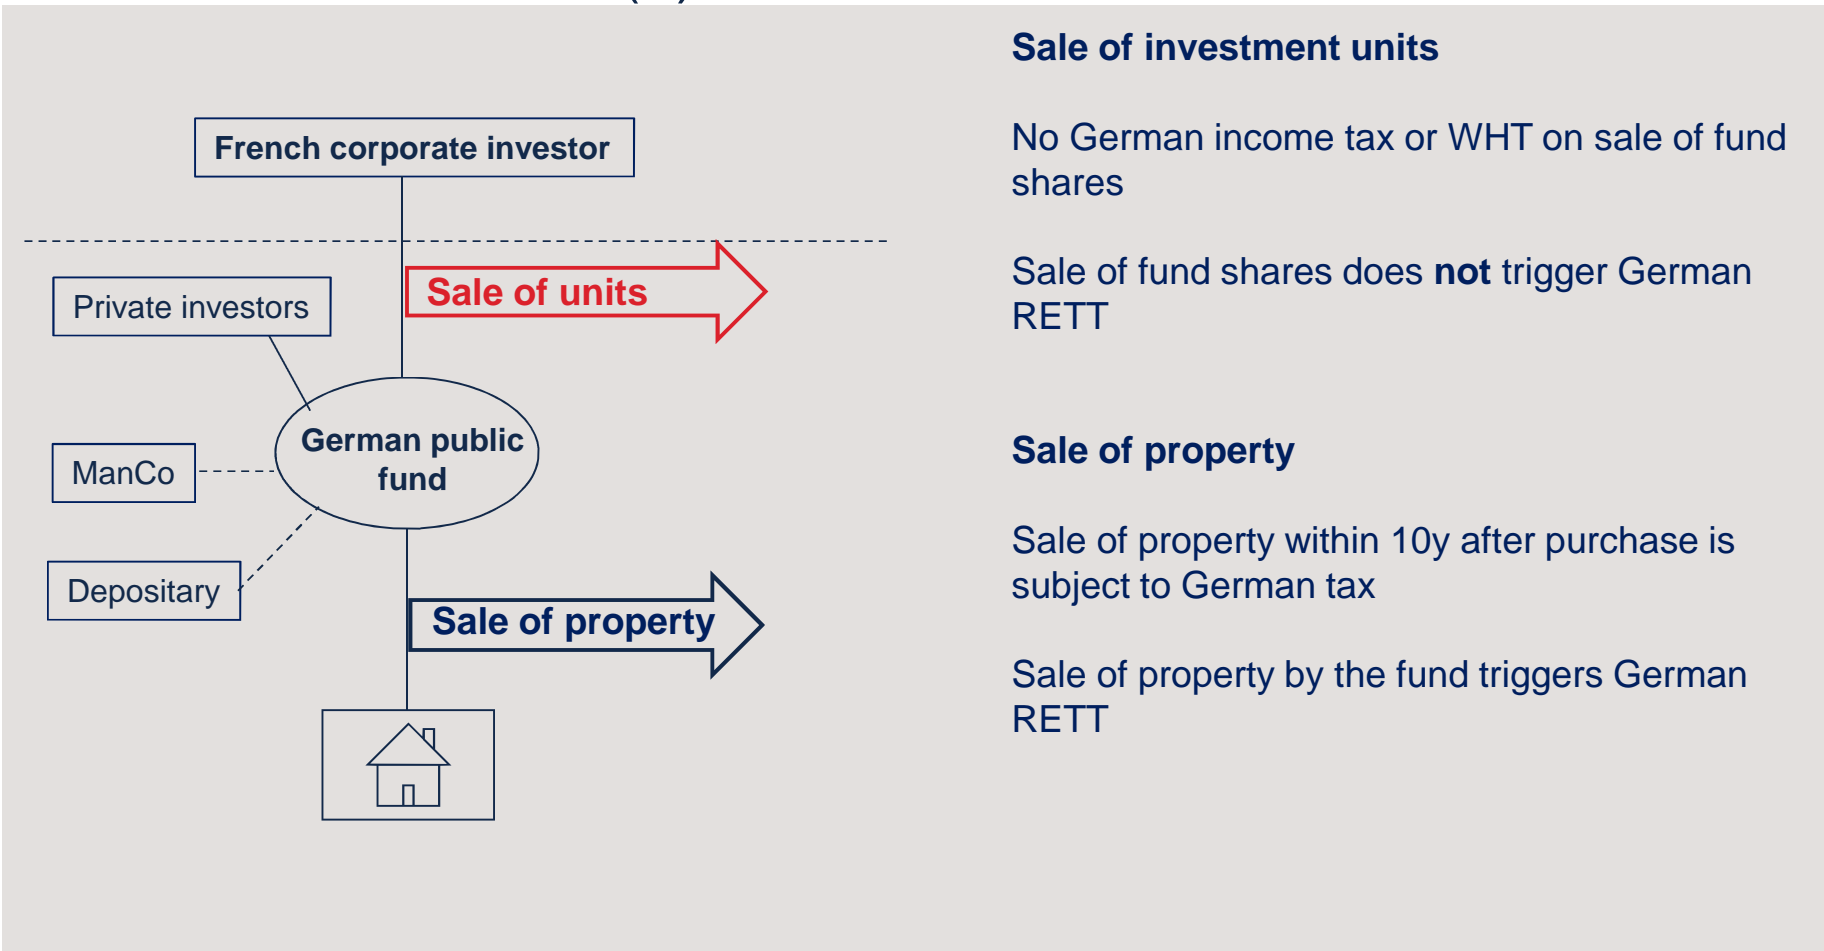 French corporate investor
Sale of units
Private investors
German public
fund
ManCo
Depositary
Sale of property
Sale of investment units
No German income tax or WHT on sale of fund
shares
Sale of fund shares does not trigger German
RETT
Sale of property
Sale of property within 10y after purchase is
subject to German tax
Sale of property by the fund triggers German
RETT